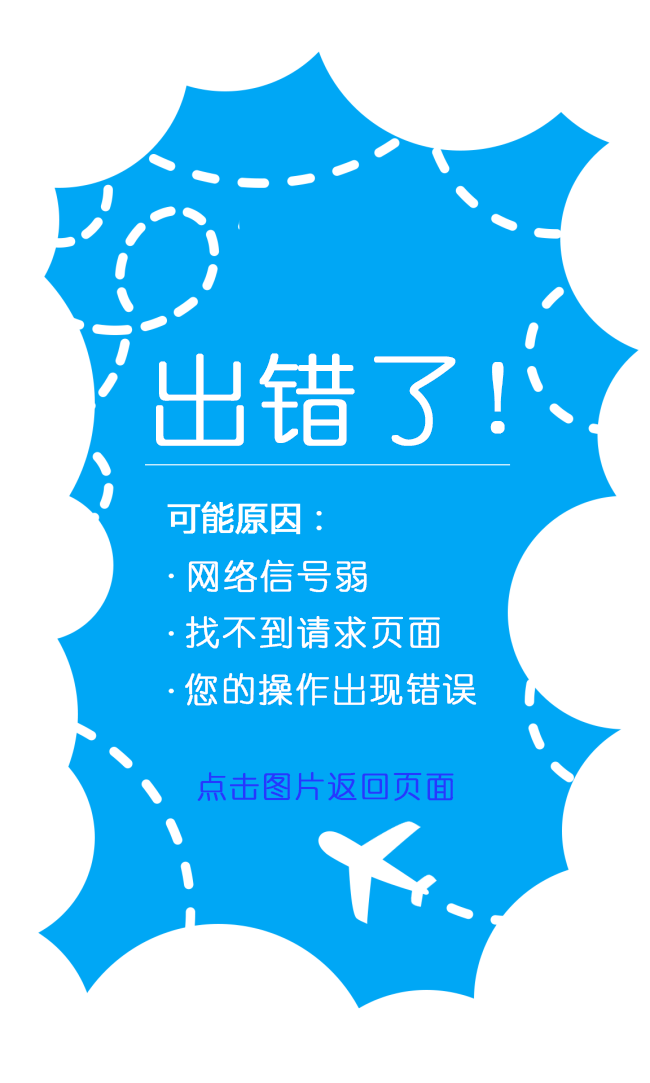 出错了!
可能原因：
· 网络信号弱
· 找不到请求页面
· 您的操作出现错误
点击图片返回页面